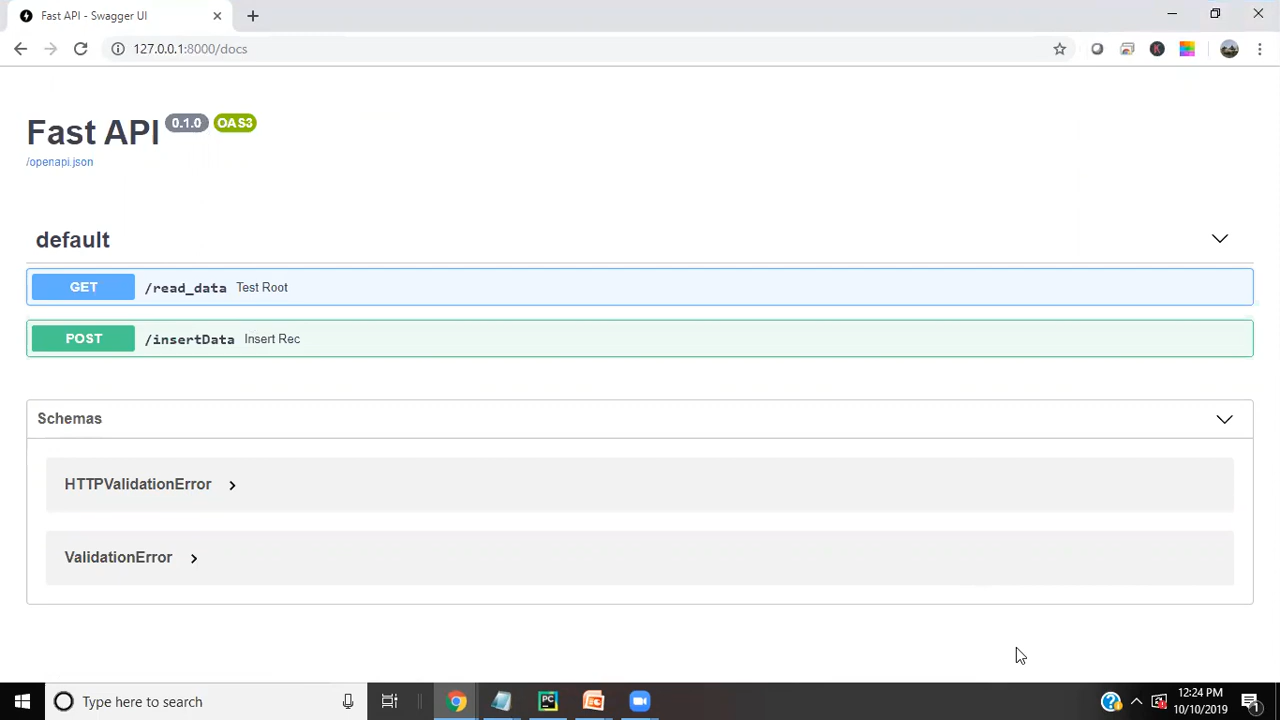 Fast API - Swagger UI
127.0.0.1:8000/docs
Fast API 0.1.0 OAS3
/openapi.json
default
GET /read_data Test Root
POST /insertData Insert Rec
Schemas
HTTPValidationError
ValidationError
Type here to search
12:24 PM
10/10/2019